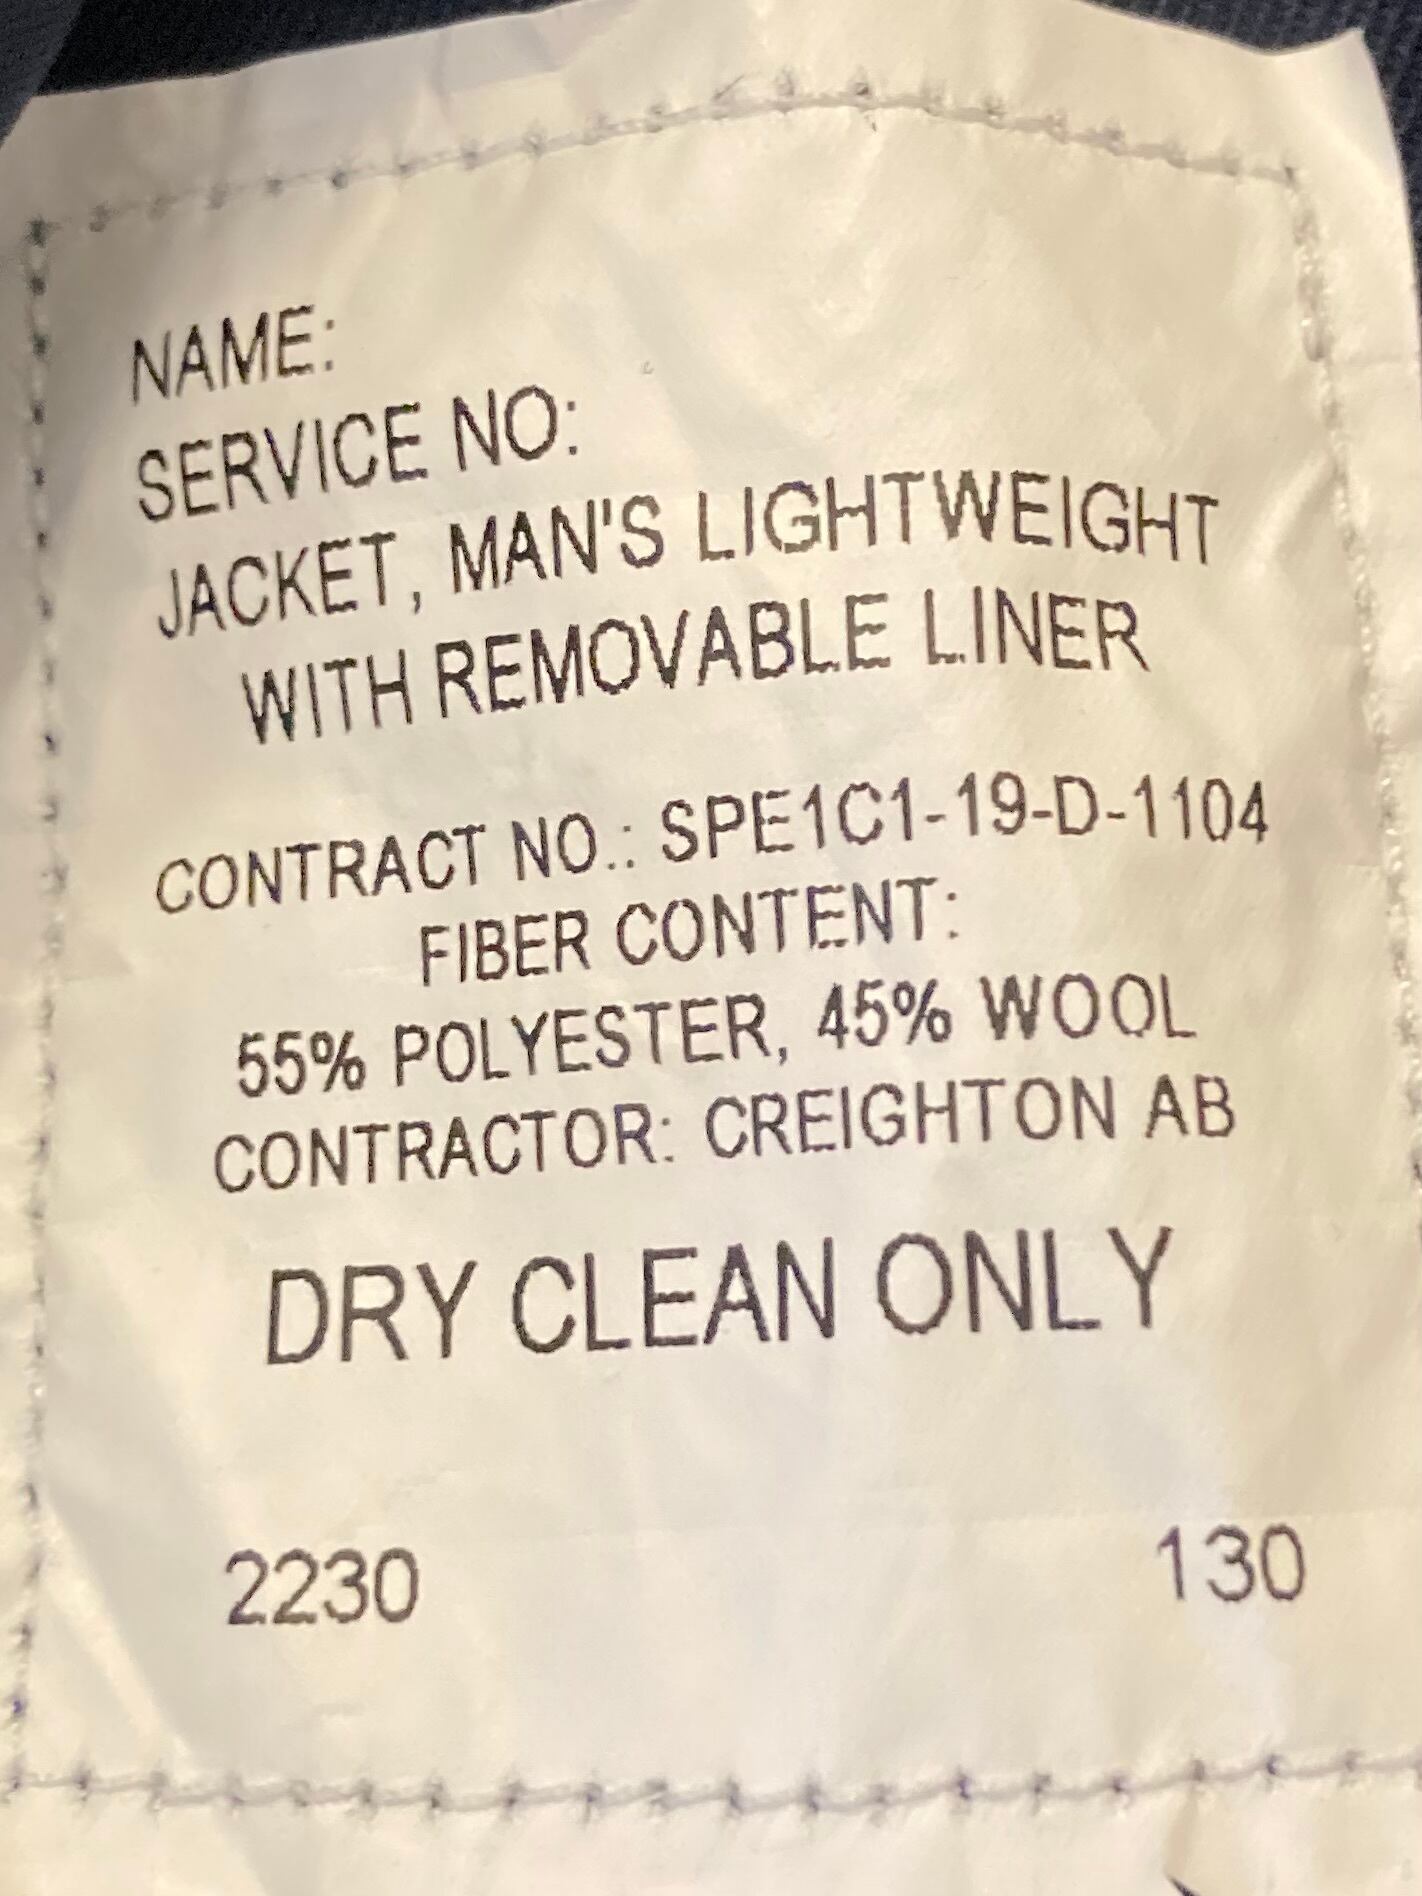 NAME:
SERVICE NO:
JACKET, MAN'S LIGHTWEIGHT
WITH REMOVABLE LINER
CONTRACT NO.: SPE1C1-19-D-1104
FIBER CONTENT:
55% POLYESTER, 45% WOOL
CONTRACTOR: CREIGHTON AB
DRY CLEAN ONLY
2230 130